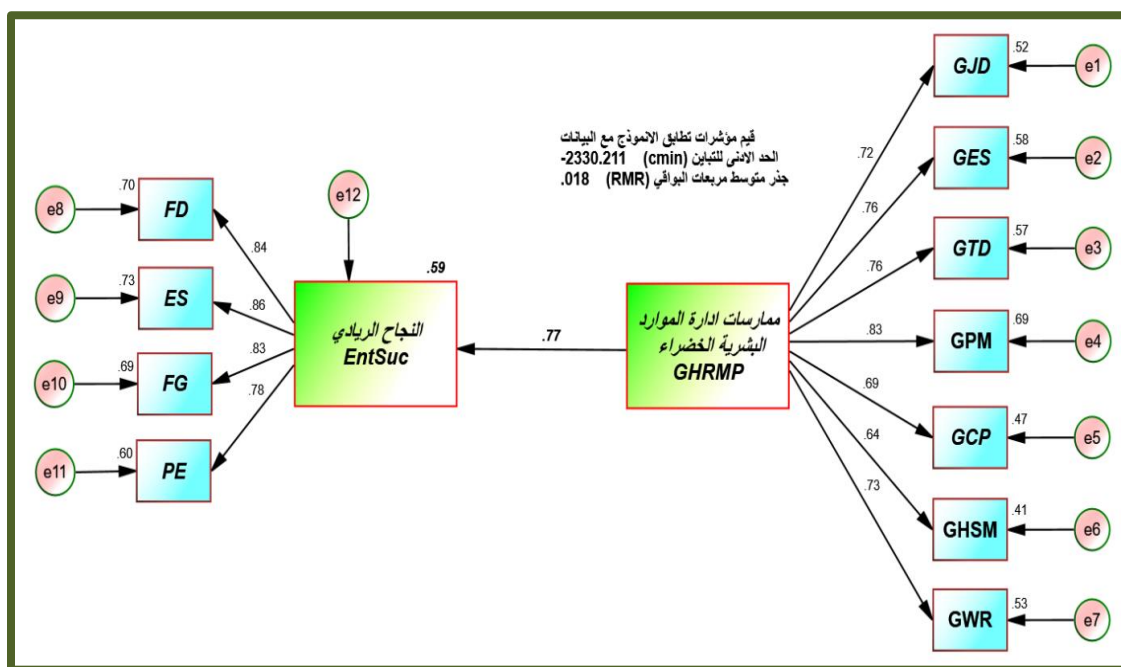 قيم مؤشرات تطابق الانموذج مع البيانات
الحد الادنى للتباين (cmin) -2330.211
جذر متوسط مربعات البواقي (RMR) .018
e8
.70
FD
.84
e9
.73
ES
.86
e10
.69
FG
.83
e11
.60
PE
.78
e12
.59
النجاح الريادي
EntSuc
.77
ممارسات ادارة الموارد
البشرية الخضراء
GHRMP
.72
GJD
.52
e1
.76
GES
.58
e2
.76
GTD
.57
e3
.83
GPM
.69
e4
.69
GCP
.47
e5
.64
GHSM
.41
e6
.73
GWR
.53
e7